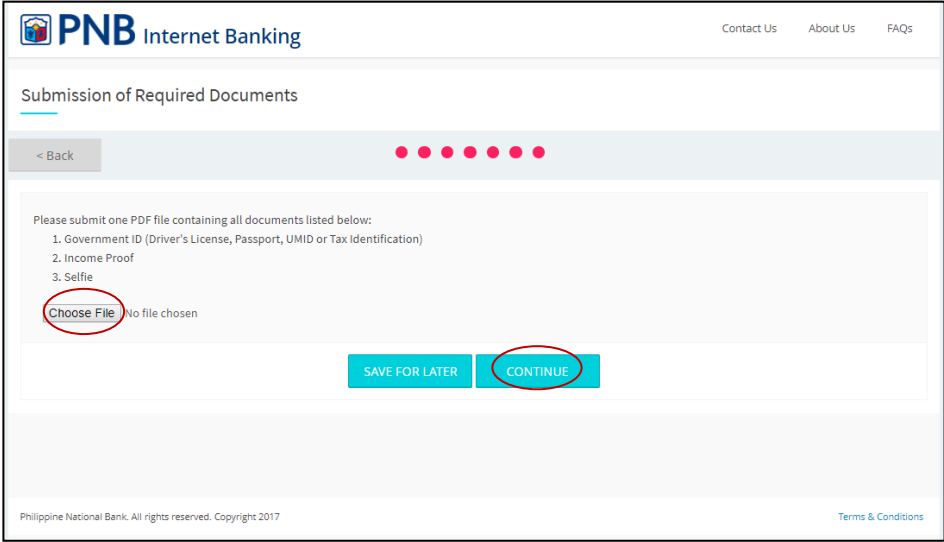 PNB Internet Banking
Contact Us About Us FAQs
Submission of Required Documents
< Back
Please submit one PDF file containing all documents listed below:
1. Government ID (Driver's License, Passport, UMID or Tax Identification)
2. Income Proof
3. Selfie
Choose File No file chosen
SAVE FOR LATER CONTINUE
Philippine National Bank. All rights reserved. Copyright 2017 Terms & Conditions